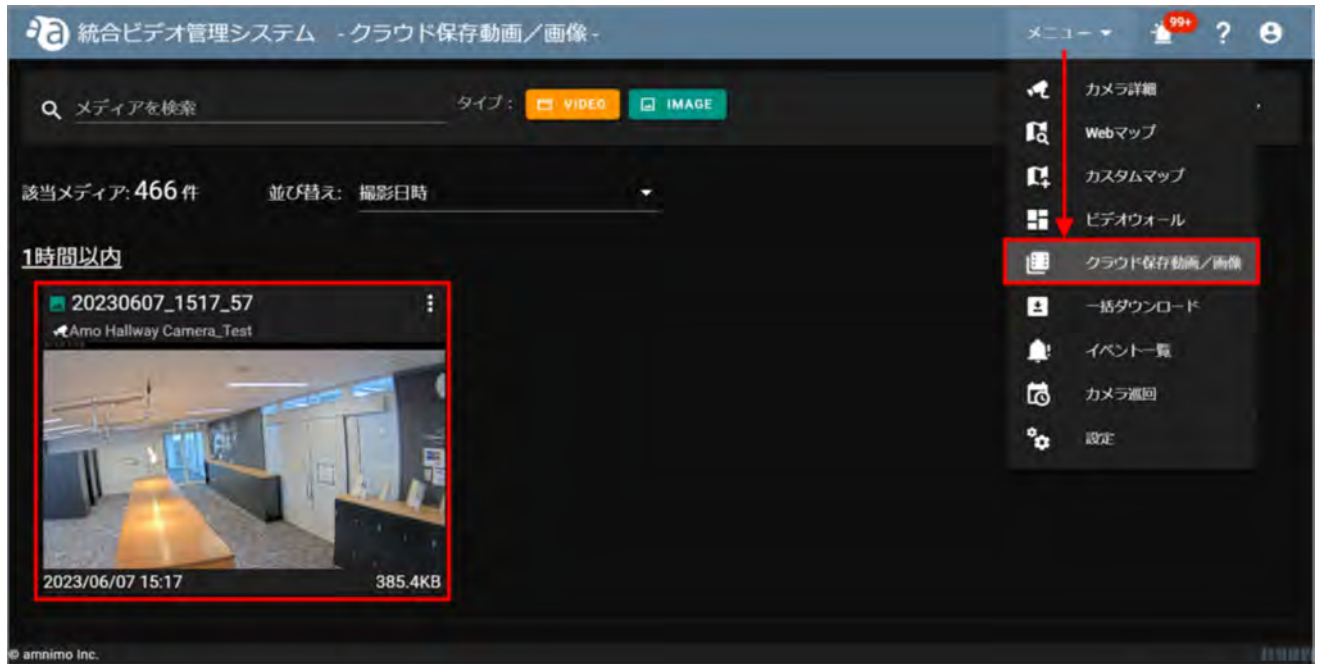 統合ビデオ管理システム - クラウド保存動画／画像 -
メニュー
99+
?
メディアを検索
タイプ :
VIDEO
IMAGE
該当メディア: 466 件
並び替え: 撮影日時
1時間以内
20230607_1517_57
Amo Hallway Camera_Test
2023/06/07 15:17
385.4KB
カメラ詳細
Webマップ
カスタムマップ
ビデオウォール
クラウド保存動画／画像
一括ダウンロード
イベント一覧
カメラ巡回
設定
© amnimo Inc.